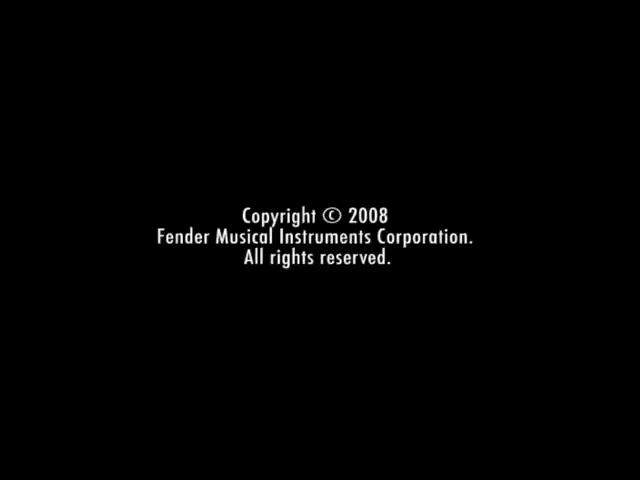 Copyright © 2008
Fender Musical Instruments Corporation.
All rights reserved.